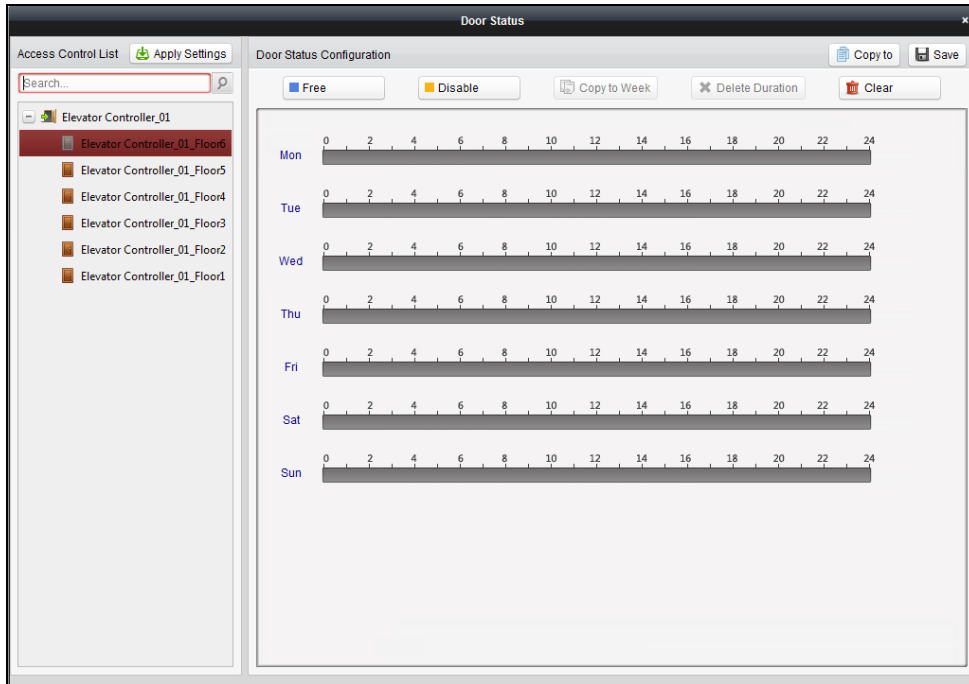 Door Status
×
Access Control List Apply Settings
Search...
Elevator Controller_01
Elevator Controller_01_Floor6
Elevator Controller_01_Floor5
Elevator Controller_01_Floor4
Elevator Controller_01_Floor3
Elevator Controller_01_Floor2
Elevator Controller_01_Floor1
Door Status Configuration Copy to Save
Free Disable Copy to Week Delete Duration Clear
0 2 4 6 8 10 12 14 16 18 20 22 24
Mon
0 2 4 6 8 10 12 14 16 18 20 22 24
Tue
0 2 4 6 8 10 12 14 16 18 20 22 24
Wed
0 2 4 6 8 10 12 14 16 18 20 22 24
Thu
0 2 4 6 8 10 12 14 16 18 20 22 24
Fri
0 2 4 6 8 10 12 14 16 18 20 22 24
Sat
0 2 4 6 8 10 12 14 16 18 20 22 24
Sun